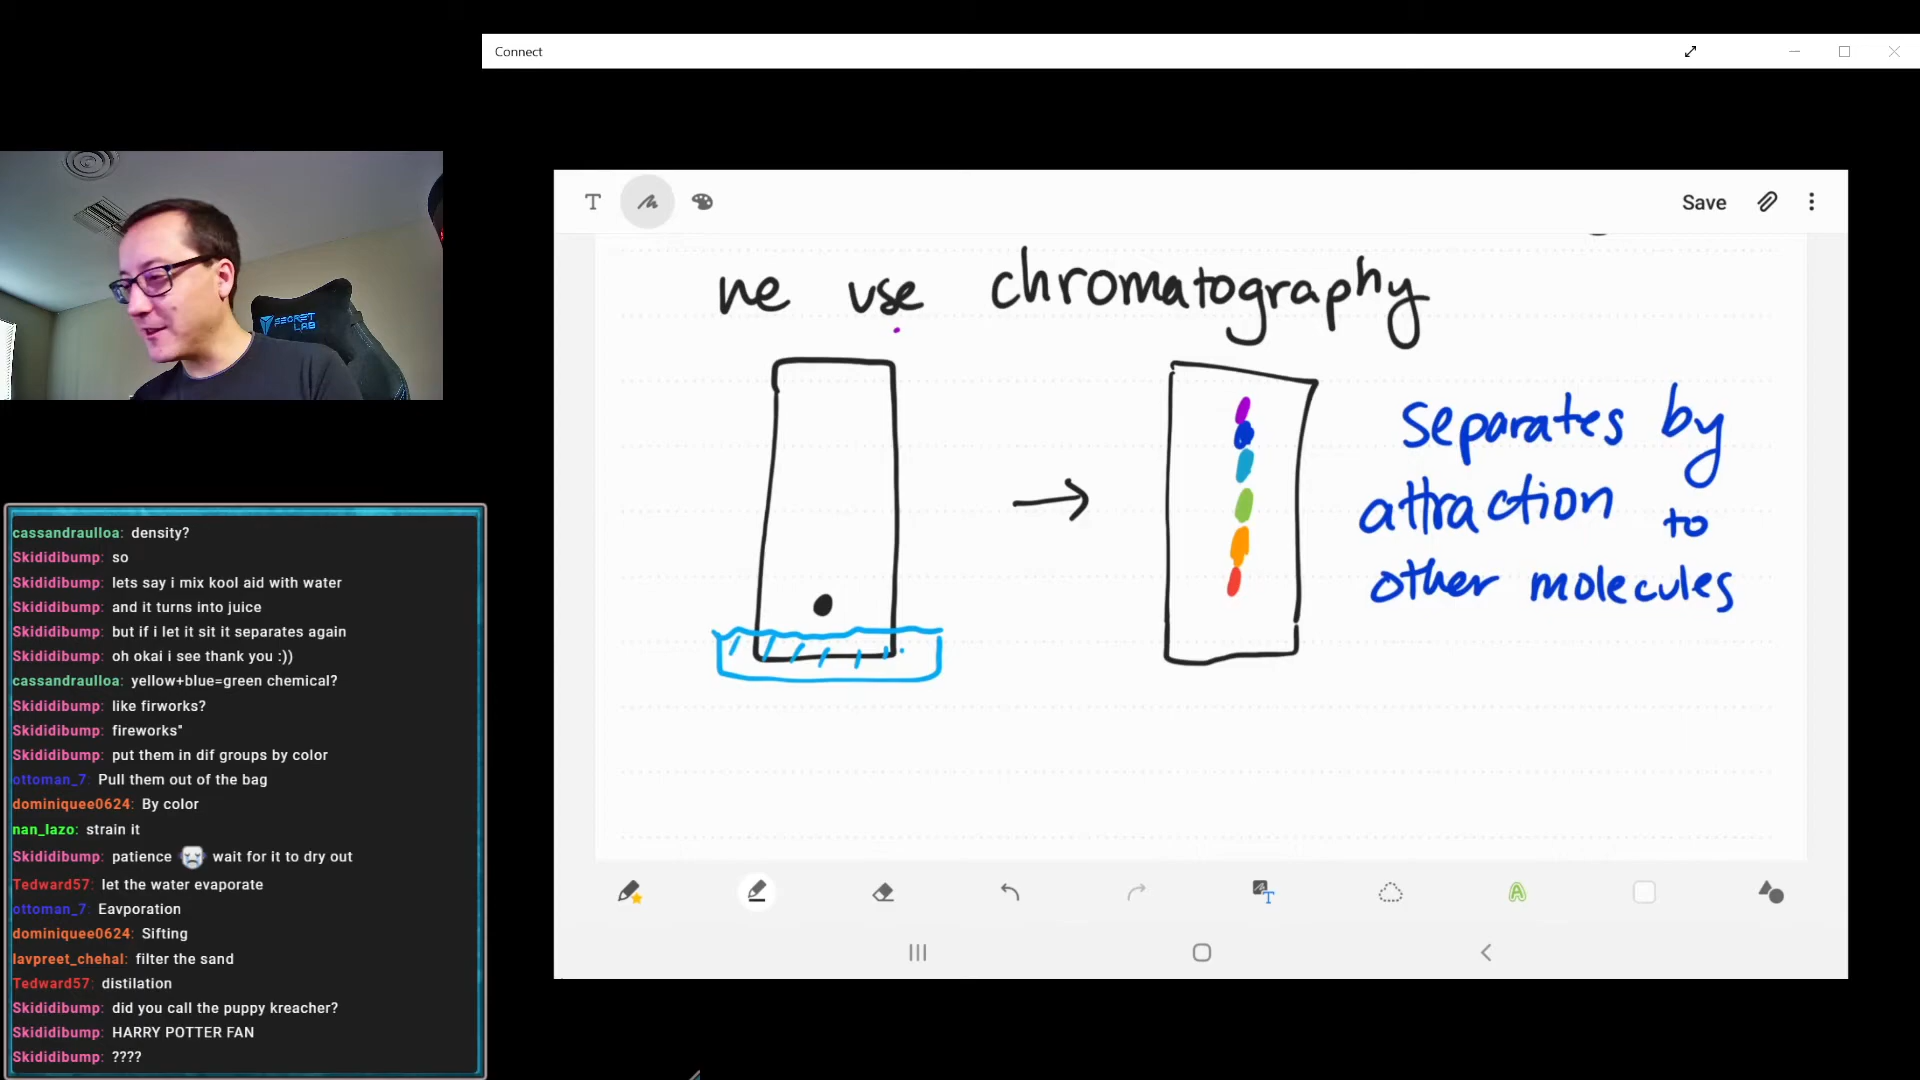 Connect
T
Save
we use chromatography
separates by
attraction to
other molecules
SECRET
LAB
cassandraulloa: density?
Skididibump: so
Skididibump: lets say i mix kool aid with water
Skididibump: and it turns into juice
Skididibump: but if i let it sit it separates again
Skididibump: oh okai i see thank you :))
cassandraulloa: yellow+blue=green chemical?
Skididibump: like firworks?
Skididibump: fireworks"
Skididibump: put them in dif groups by color
ottoman_7: Pull them out of the bag
dominiquee0624: By color
nan_lazo: strain it
Skididibump: patience wait for it to dry out
Tedward57: let the water evaporate
ottoman_7: Eavporation
dominiquee0624: Sifting
lavpreet_chehal: filter the sand
Tedward57: distilation
Skididibump: did you call the puppy kreacher?
Skididibump: HARRY POTTER FAN
Skididibump: ????